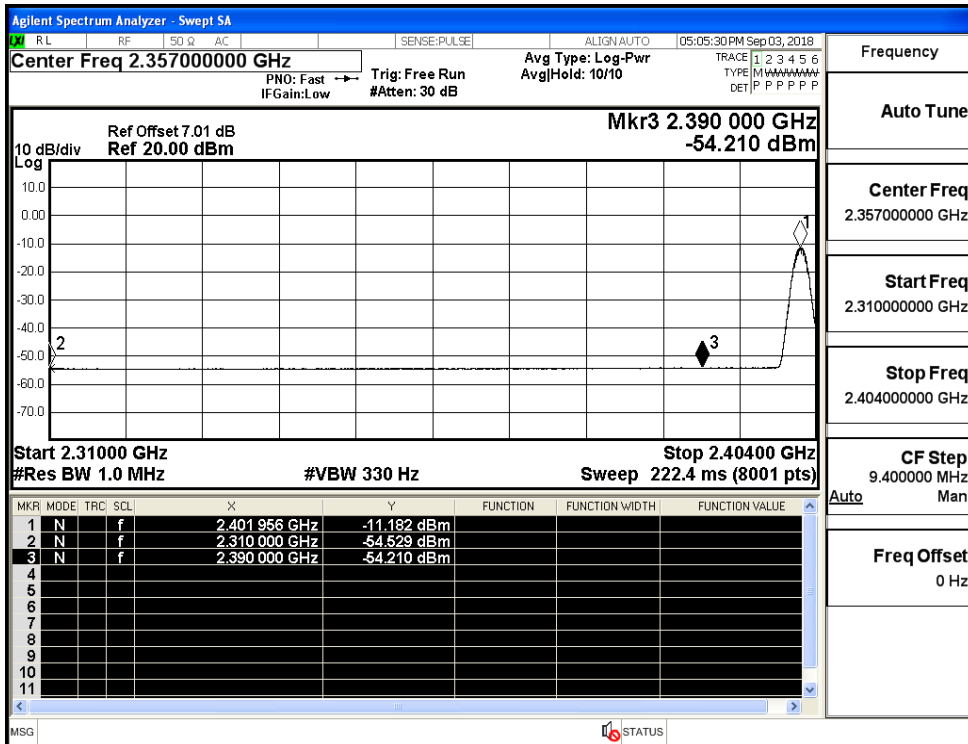 Agilent Spectrum Analyzer - Swept SA
LXI RL RF 50 Ω AC SENSE:PULSE ALIGN AUTO 05:05:30 PM Sep 03, 2018
Center Freq 2.357000000 GHz
PNO: Fast
IFGain:Low
Trig: Free Run
#Atten: 30 dB
Avg Type: Log-Pwr
Avg|Hold: 10/10
TRACE 1 2 3 4 5 6
TYPE M WWWWW
DET P P P P P P
Mkr3 2.390 000 GHz
-54.210 dBm
Ref Offset 7.01 dB
10 dB/div Ref 20.00 dBm
Log
10.0
0.00
-10.0
-20.0
-30.0
-40.0
-50.0
-60.0
-70.0
1
2
3
Start 2.31000 GHz Stop 2.40400 GHz
#Res BW 1.0 MHz #VBW 330 Hz Sweep 222.4 ms (8001 pts)
MKR MODE TRC SCL X Y FUNCTION FUNCTION WIDTH FUNCTION VALUE
1 N f 2.401 956 GHz -11.182 dBm
2 N f 2.310 000 GHz -54.529 dBm
3 N f 2.390 000 GHz -54.210 dBm
4
5
6
7
8
9
10
11
MSG STATUS
Frequency
Auto Tune
Center Freq
2.357000000 GHz
Start Freq
2.310000000 GHz
Stop Freq
2.404000000 GHz
CF Step
9.400000 MHz
Auto Man
Freq Offset
0 Hz